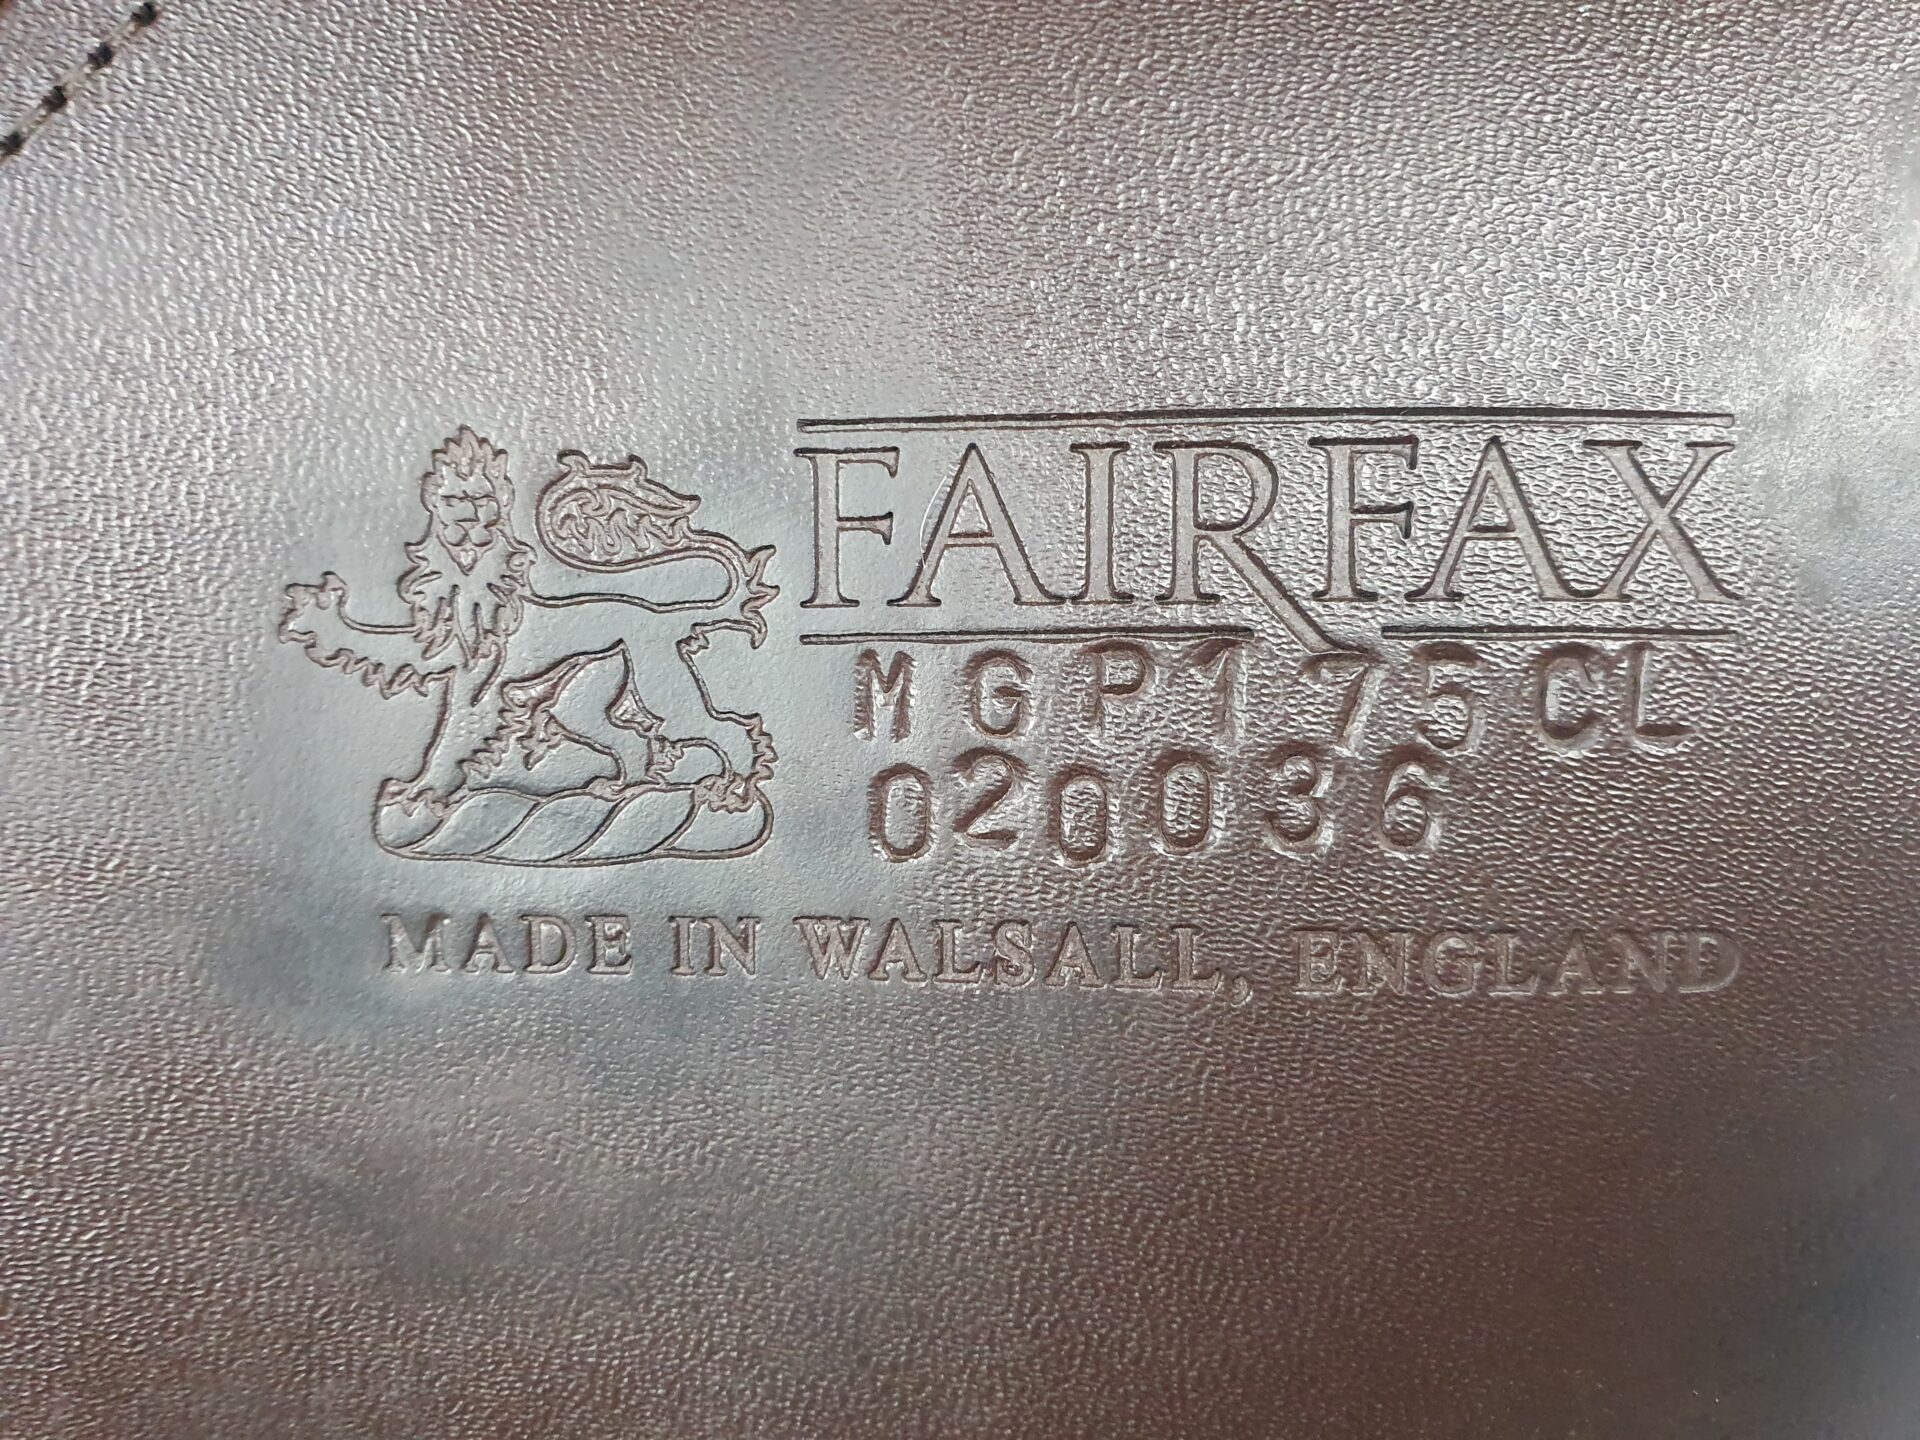 FAIRFAX
MGP175CL
020036
MADE IN WALSALL, ENGLAND